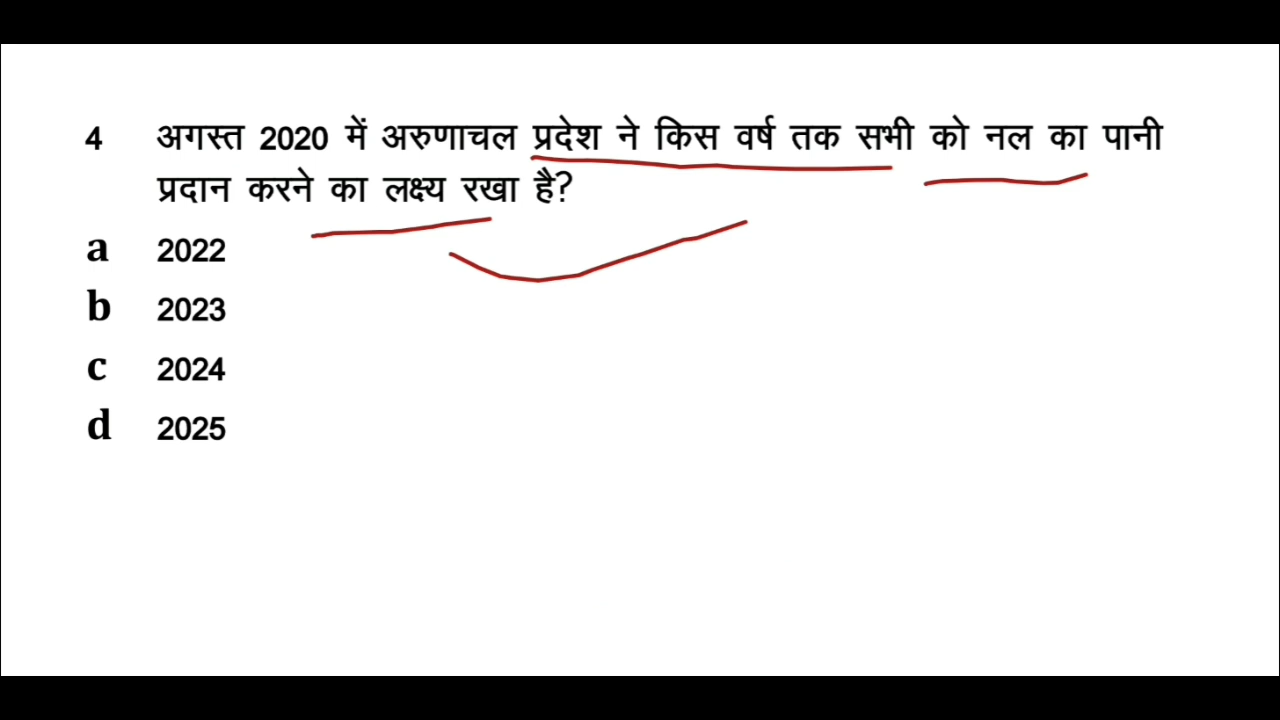 4 अगस्त 2020 में अरुणाचल प्रदेश ने किस वर्ष तक सभी को नल का पानी
प्रदान करने का लक्ष्य रखा है?
a 2022
b 2023
c 2024
d 2025